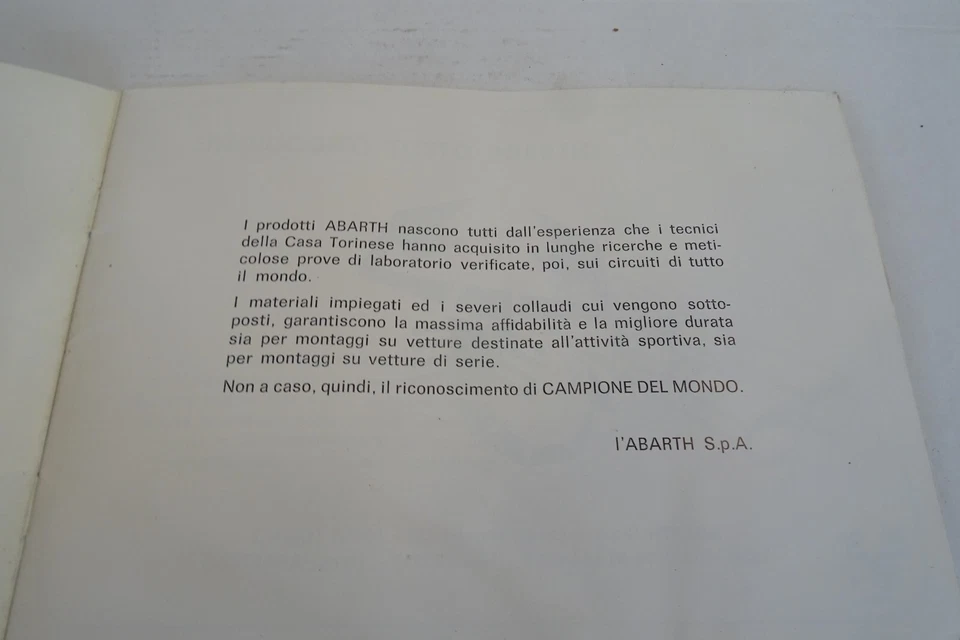 I prodotti ABARTH nascono tutti dall'esperienza che i tecnici
della Casa Torinese hanno acquisito in lunghe ricerche e meti-
colose prove di laboratorio verificate, poi, sui circuiti di tutto
il mondo.
I materiali impiegati ed i severi collaudi cui vengono sotto-
posti, garantiscono la massima affidabilità e la migliore durata
sia per montaggi su vetture destinate all'attività sportiva, sia
per montaggi su vetture di serie.
Non a caso, quindi, il riconoscimento di CAMPIONE DEL MONDO.
l'ABARTH S.p.A.